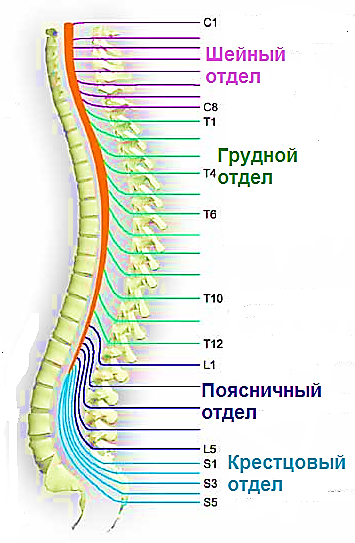 C1
Шейный
отдел
C8
T1
Грудной
T4 отдел
T6
T10
T12
L1
Поясничный
отдел
L5
S1 Крестцовый
S3 отдел
S5